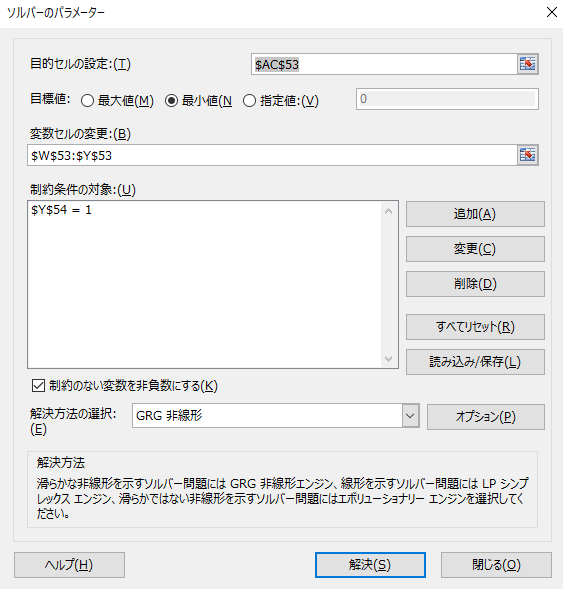 ソルバーのパラメーター
目的セルの設定:(T)
$AC$53
目標値:
最大値(M)
最小値(N
指定値:(V)
0
変数セルの変更:(B)
$W$53:$Y$53
制約条件の対象:(U)
$Y$54 = 1
追加(A)
変更(C)
削除(D)
すべてリセット(R)
読み込み/保存(L)
制約のない変数を非負数にする(K)
解決方法の選択:
(E)
GRG 非線形
オプション(P)
解決方法
滑らかな非線形を示すソルバー問題には GRG 非線形エンジン、線形を示すソルバー問題には LP シンプ
レックス エンジン、滑らかではない非線形を示すソルバー問題にはエボリューショナリー エンジンを選択してく
ださい。
ヘルプ(H)
解決(S)
閉じる(O)